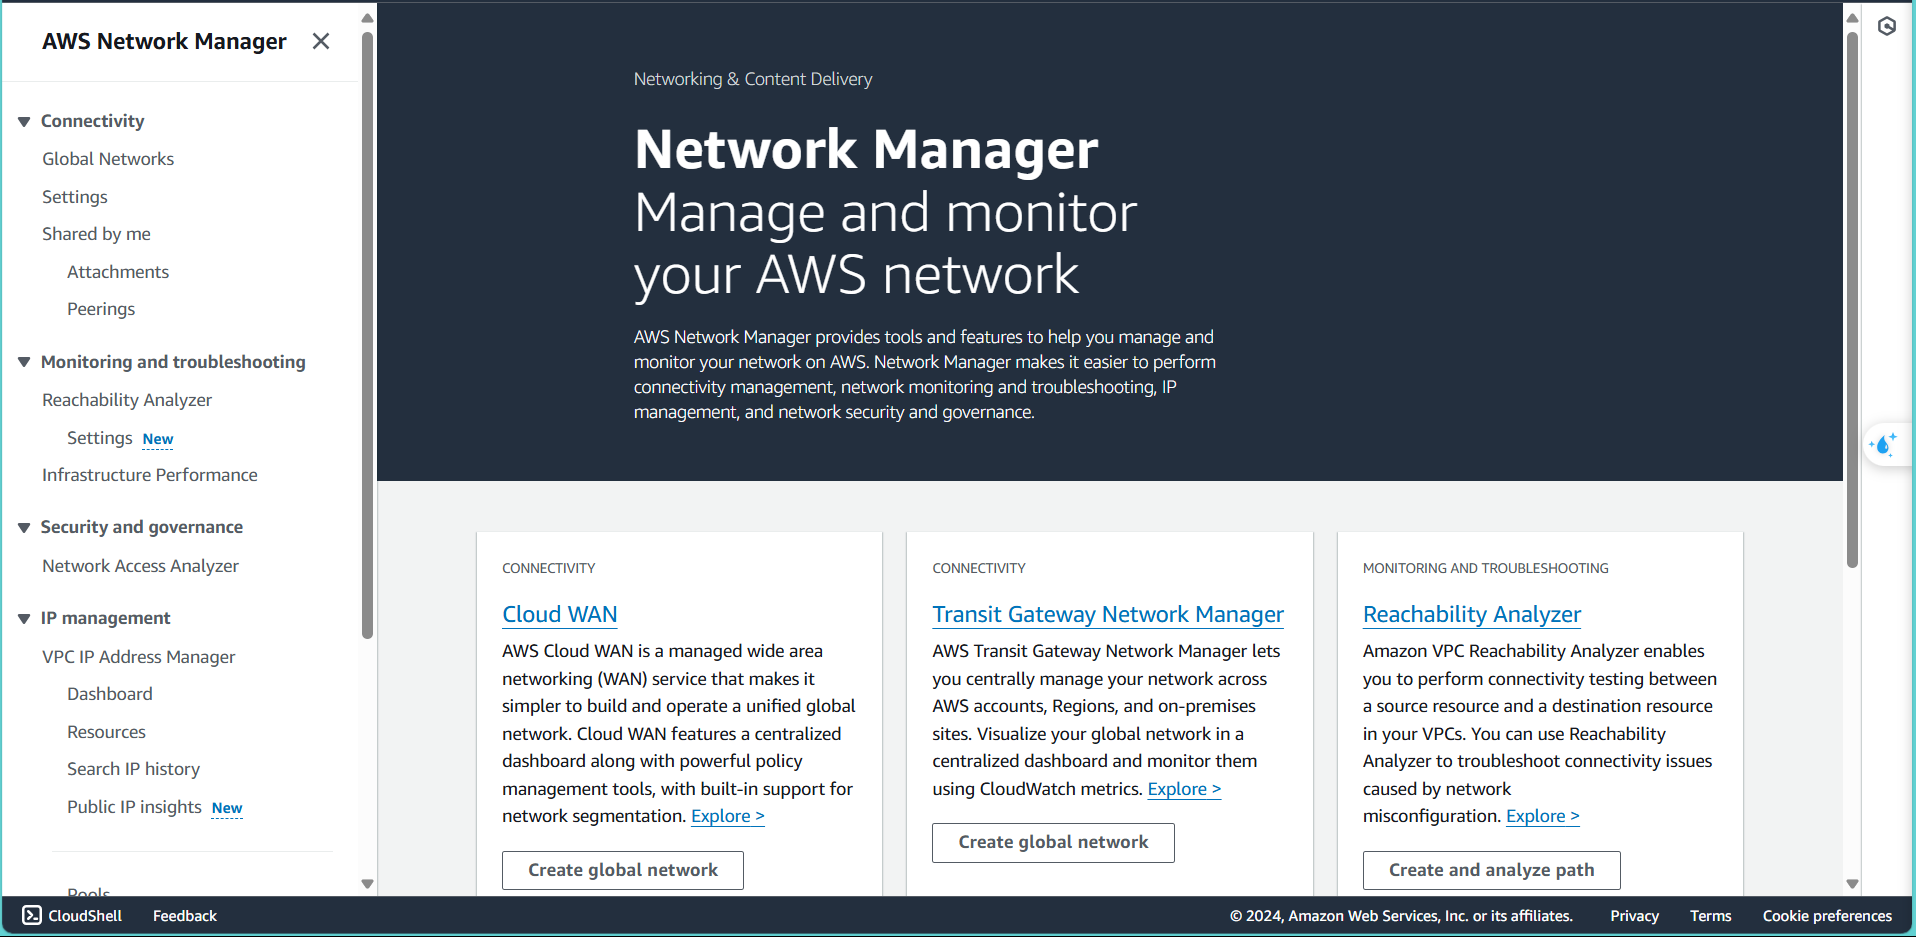 AWS Network Manager
Connectivity
Global Networks
Settings
Shared by me
Attachments
Peerings
Monitoring and troubleshooting
Reachability Analyzer
Settings New
Infrastructure Performance
Security and governance
Network Access Analyzer
IP management
VPC IP Address Manager
Dashboard
Resources
Search IP history
Public IP insights New
Pools
Networking & Content Delivery
Network Manager
Manage and monitor
your AWS network
AWS Network Manager provides tools and features to help you manage and
monitor your network on AWS. Network Manager makes it easier to perform
connectivity management, network monitoring and troubleshooting, IP
management, and network security and governance.
CONNECTIVITY
Cloud WAN
AWS Cloud WAN is a managed wide area
networking (WAN) service that makes it
simpler to build and operate a unified global
network. Cloud WAN features a centralized
dashboard along with powerful policy
management tools, with built-in support for
network segmentation. Explore >
Create global network
CONNECTIVITY
Transit Gateway Network Manager
AWS Transit Gateway Network Manager lets
you centrally manage your network across
AWS accounts, Regions, and on-premises
sites. Visualize your global network in a
centralized dashboard and monitor them
using CloudWatch metrics. Explore >
Create global network
MONITORING AND TROUBLESHOOTING
Reachability Analyzer
Amazon VPC Reachability Analyzer enables
you to perform connectivity testing between
a source resource and a destination resource
in your VPCs. You can use Reachability
Analyzer to troubleshoot connectivity issues
caused by network
misconfiguration. Explore >
Create and analyze path
CloudShell Feedback © 2024, Amazon Web Services, Inc. or its affiliates. Privacy Terms Cookie preferences